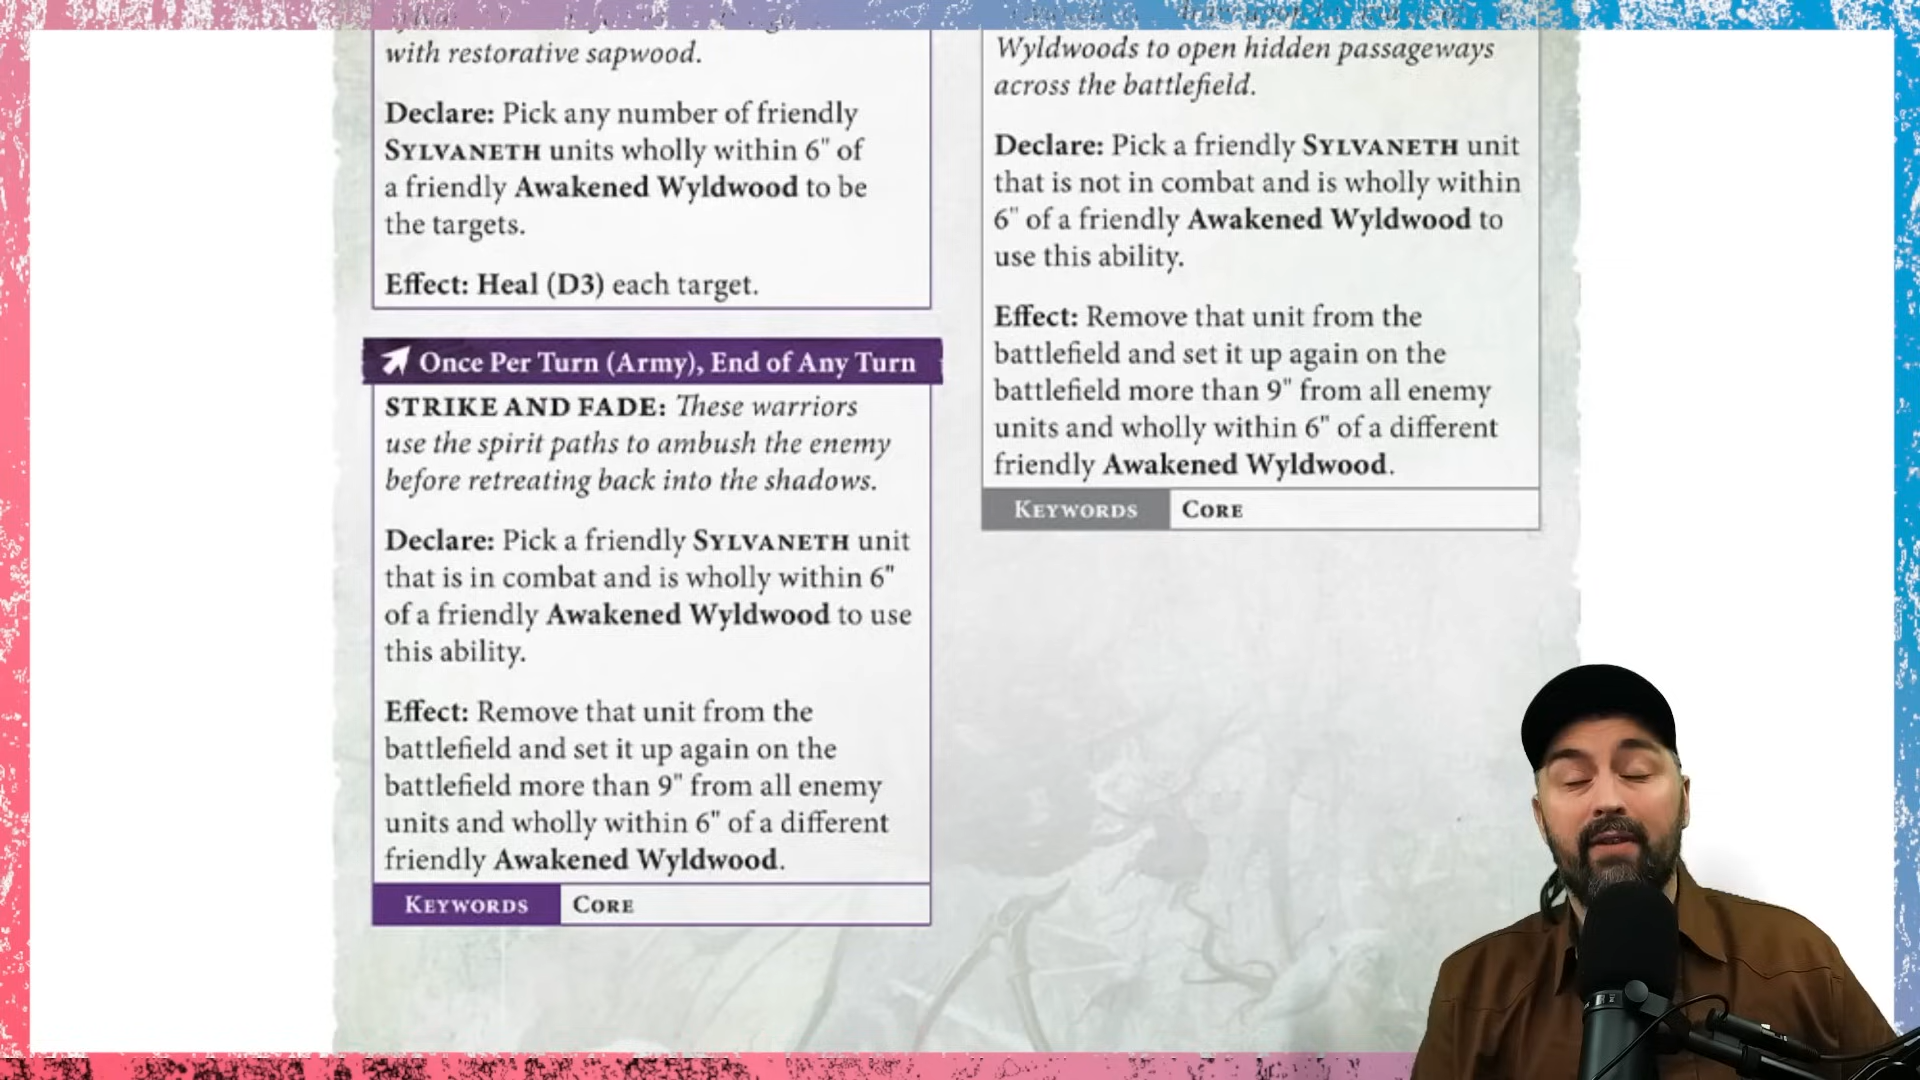 with restorative sapwood.
Declare: Pick any number of friendly
SYLVANETH units wholly within 6" of
a friendly Awakened Wyldwood to be
the targets.
Effect: Heal (D3) each target.
Once Per Turn (Army), End of Any Turn
STRIKE AND FADE: These warriors
use the spirit paths to ambush the enemy
before retreating back into the shadows.
Declare: Pick a friendly SYLVANETH unit
that is in combat and is wholly within 6"
of a friendly Awakened Wyldwood to use
this ability.
Effect: Remove that unit from the
battlefield and set it up again on the
battlefield more than 9" from all enemy
units and wholly within 6" of a different
friendly Awakened Wyldwood.
KEYWORDS CORE
Wyldwoods to open hidden passageways
across the battlefield.
Declare: Pick a friendly SYLVANETH unit
that is not in combat and is wholly within
6" of a friendly Awakened Wyldwood to
use this ability.
Effect: Remove that unit from the
battlefield and set it up again on the
battlefield more than 9" from all enemy
units and wholly within 6" of a different
friendly Awakened Wyldwood.
KEYWORDS CORE